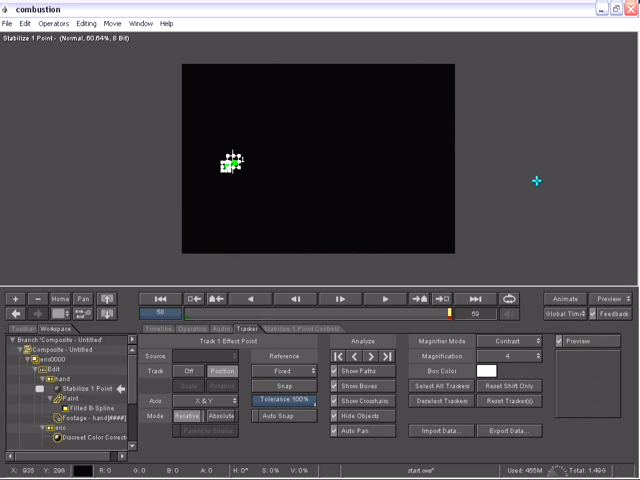 combustion
File Edit Operators Editing Movie Window Help
Stabilize 1 Point - (Normal, 60.64%, 8 Bit)
Home Pan
Animate Preview
58 59 Global Time Feedback
Toolbar Workspace Timeline Operators Audio Tracker Stabilize 1 Point Controls
Branch 'Composite - Untitled'
Composite - Untitled
eric0000
Edit
hand
Stabilize 1 Point
Paint
Filled B-Spline
Footage - hand[####]
eric
Discreet Color Correct
Track 1 Effect Point
Source
Track Off Position
Scale Rotation
Axis X & Y
Mode Relative Absolute
Parent to Source
Reference
Fixed
Snap
Tolerance 100%
Auto Snap
Analyze
Show Paths
Show Boxes
Show Crosshairs
Hide Objects
Auto Pan
Magnifier Mode Contrast
Magnification 4
Box Color
Select All Trackers Reset Shift Only
Deselect Trackers Reset Tracker(s)
Import Data... Export Data...
Preview
X: 935 Y: 296 R: 0 G: 0 B: 0 A: 0 H: 0° S: 0% V: 0% Used: 455M Total: 1.49G